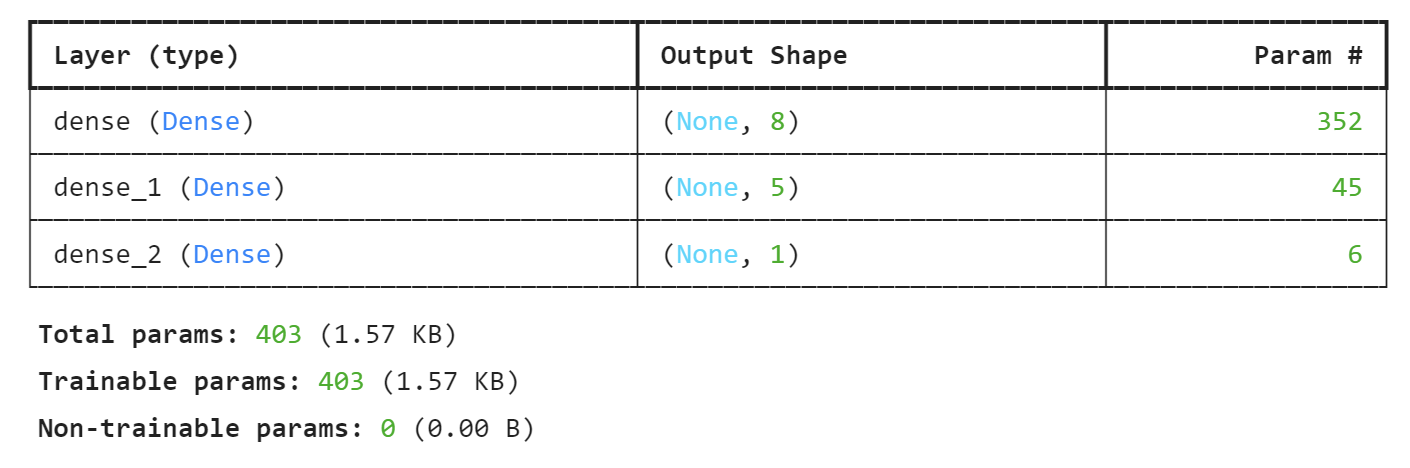 Layer (type) Output Shape Param #
dense (Dense) (None, 8) 352
dense_1 (Dense) (None, 5) 45
dense_2 (Dense) (None, 1) 6
Total params: 403 (1.57 KB)
Trainable params: 403 (1.57 KB)
Non-trainable params: 0 (0.00 B)